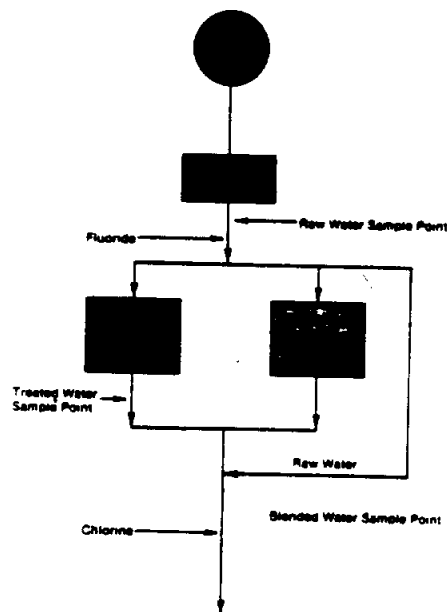 Raw Water Sample Point
Fluoride
Treated Water
Sample Point
Raw Water
Blended Water Sample Point
Chlorine